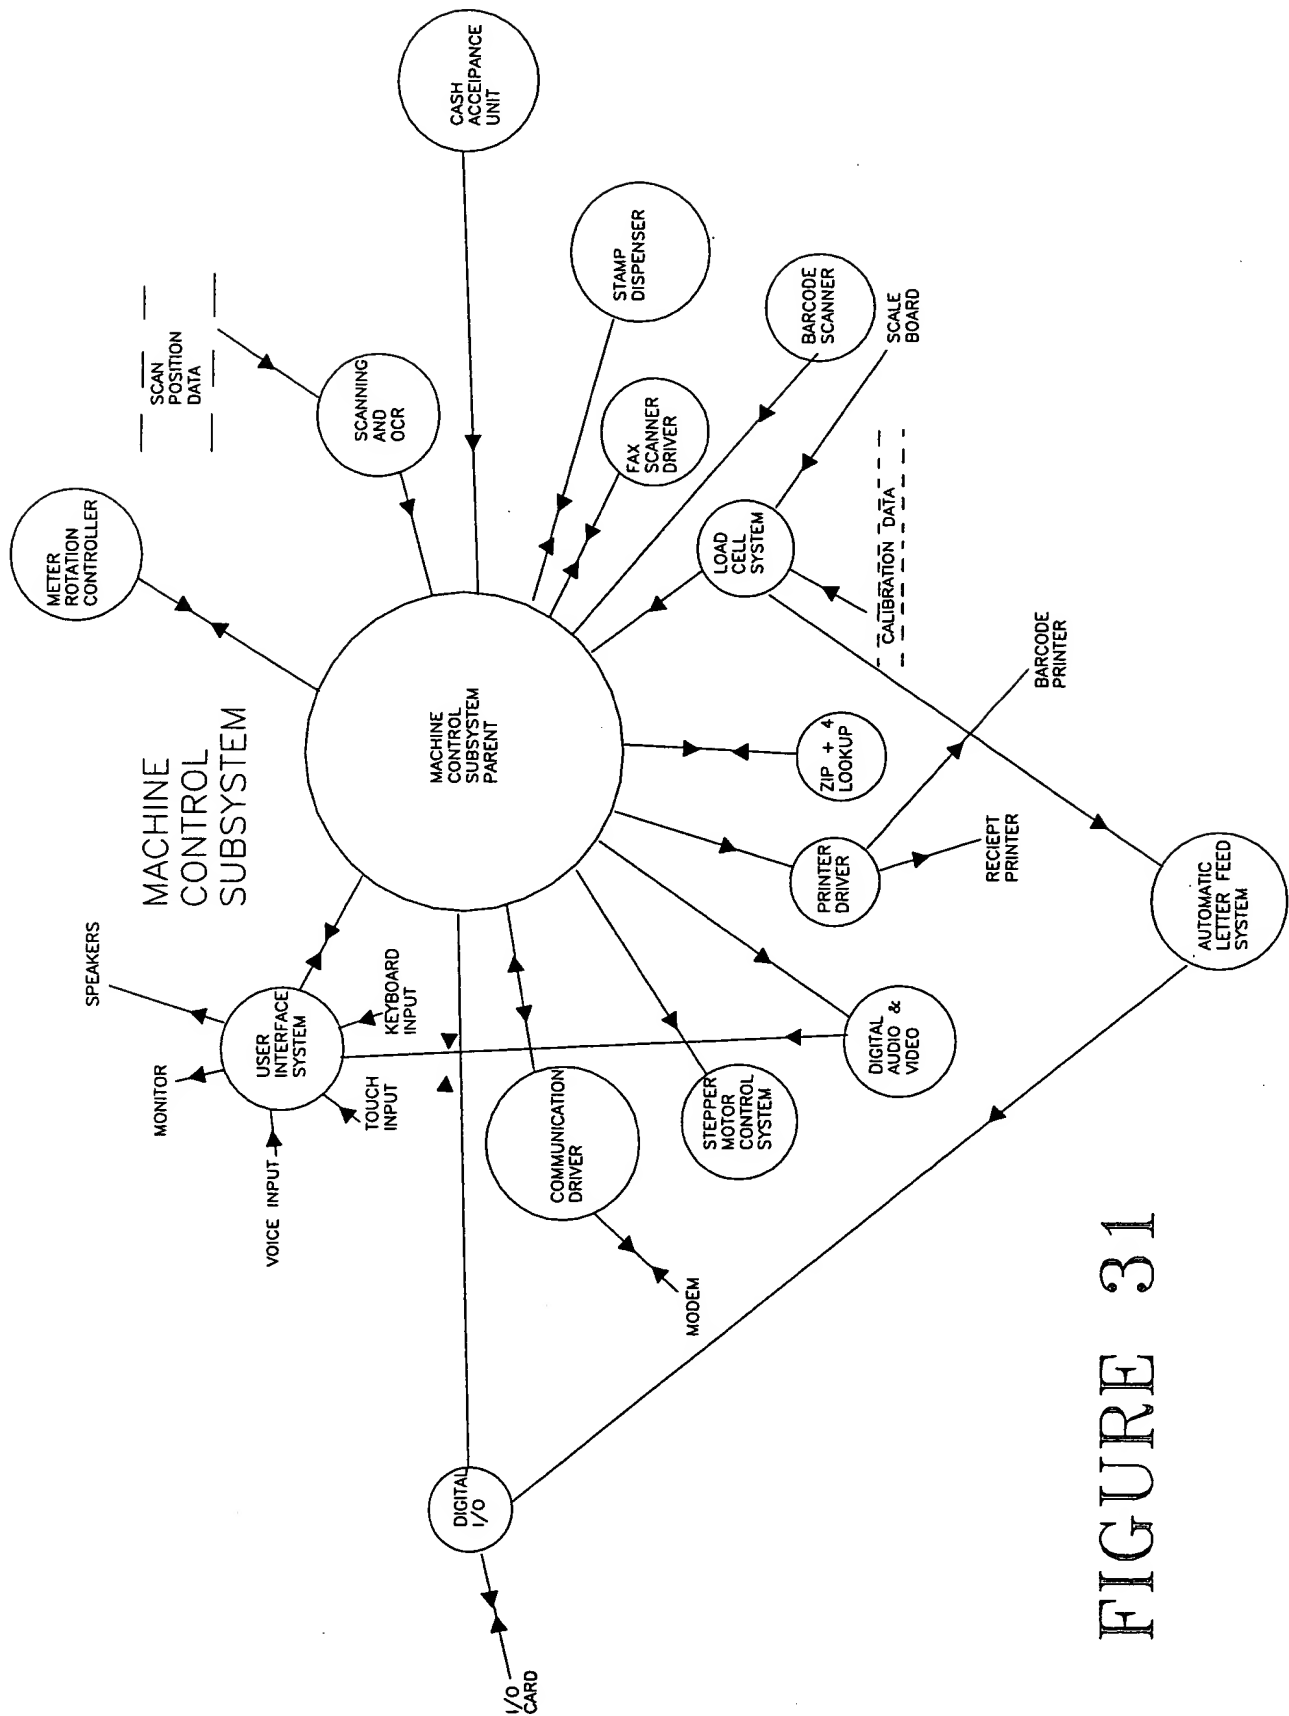 METER
ROTATION
CONTROLLER
SPEAKERS
MONITOR
MACHINE
CONTROL
SUBSYSTEM
SCAN
POSITION
DATA
VOICE INPUT
USER
INTERFACE
SYSTEM
TOUCH
INPUT
KEYBOARD
INPUT
SCANNING
AND
OCR
DIGITAL
I/O
MACHINE
CONTROL
SUBSYSTEM
PARENT
CASH
ACCEIPANCE
UNIT
I/O
CARD
COMMUNICATION
DRIVER
STAMP
DISPENSER
FAX
SCANNER
DRIVER
MODEM
STEPPER
MOTOR
CONTROL
SYSTEM
LOAD
CELL
SYSTEM
BARCODE
SCANNER
ZIP + 4
LOOKUP
PRINTER
DRIVER
DIGITAL
AUDIO &
VIDEO
CALIBRATION DATA
SCALE
BOARD
RECIEPT
PRINTER
BARCODE
PRINTER
AUTOMATIC
LETTER FEED
SYSTEM
FIGURE 31